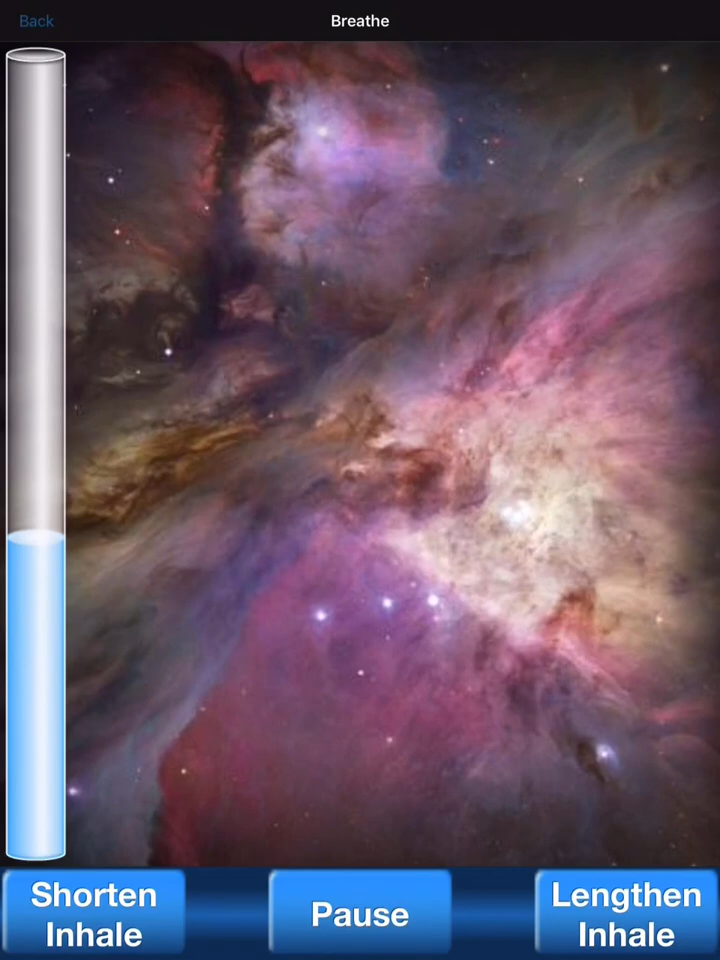 Back
Breathe
Shorten
Inhale
Pause
Lengthen
Inhale